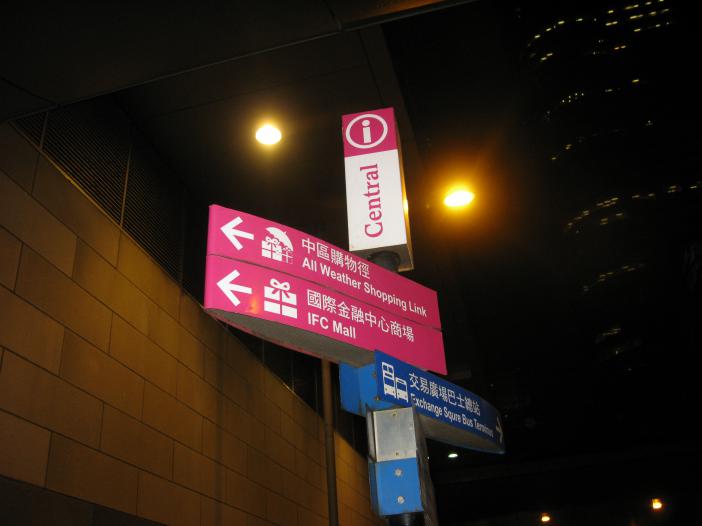 i
Central
中區購物徑
All Weather Shopping Link
國際金融中心商場
IFC Mall
交易廣場巴士總站
Exchange Squre Bus Terminus